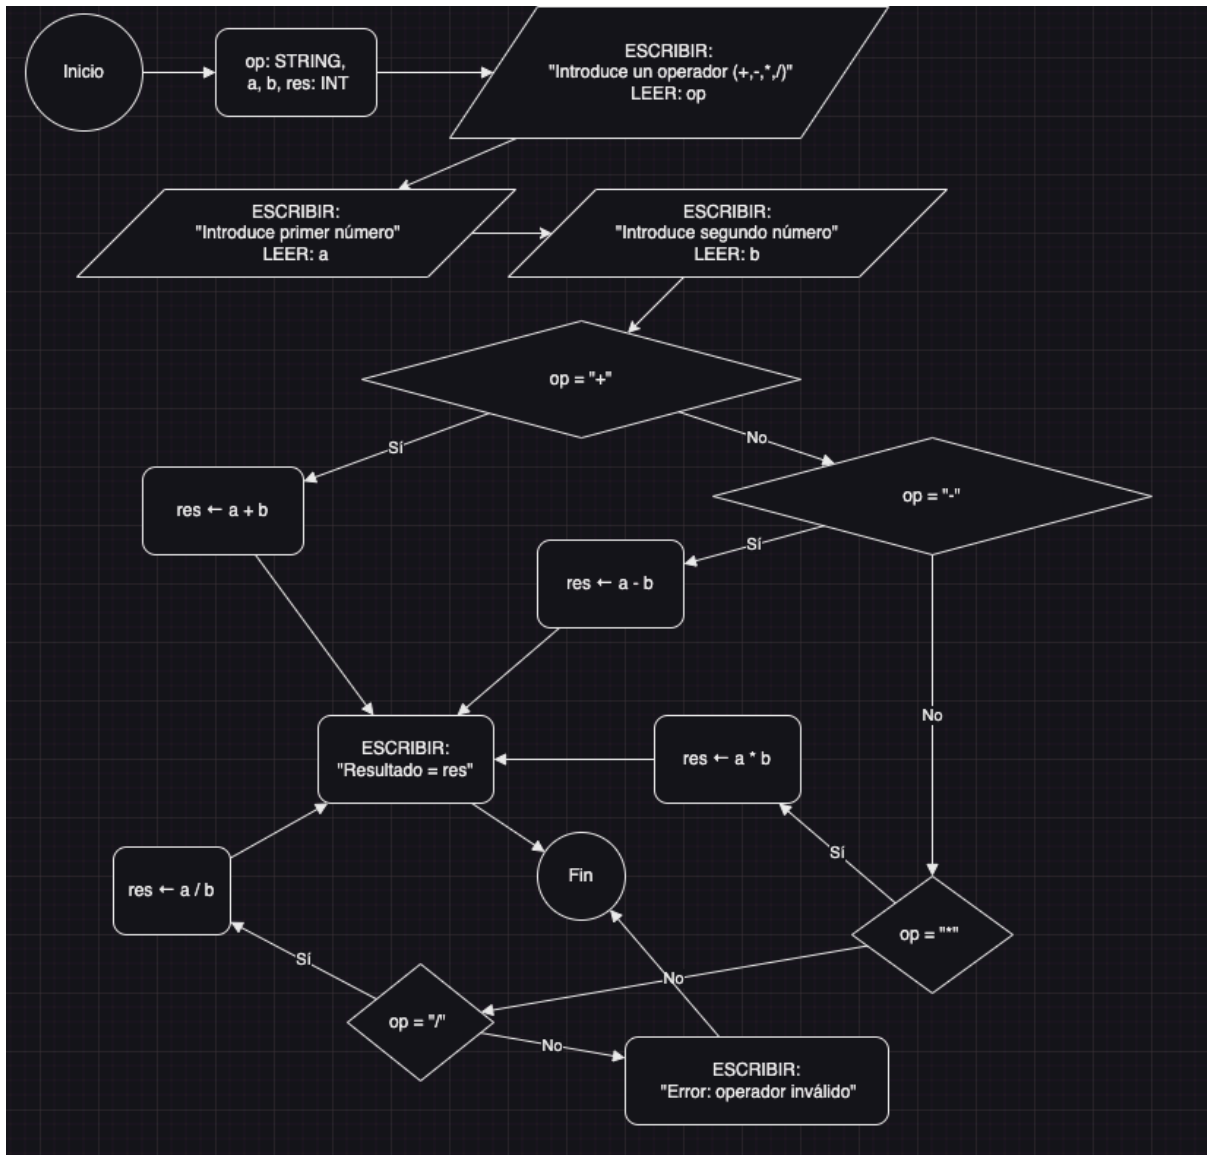 Inicio
op: STRING,
a, b, res: INT
ESCRIBIR:
"Introduce un operador (+,-,*,/)"
LEER: op
ESCRIBIR:
"Introduce primer número"
LEER: a
ESCRIBIR:
"Introduce segundo número"
LEER: b
op = "+"
Sí
No
res ← a + b
op = "-"
Sí
res ← a - b
No
ESCRIBIR:
"Resultado = res"
res ← a * b
Sí
Fin
res ← a / b
op = "*"
Sí
No
op = "/"
No
ESCRIBIR:
"Error: operador inválido"